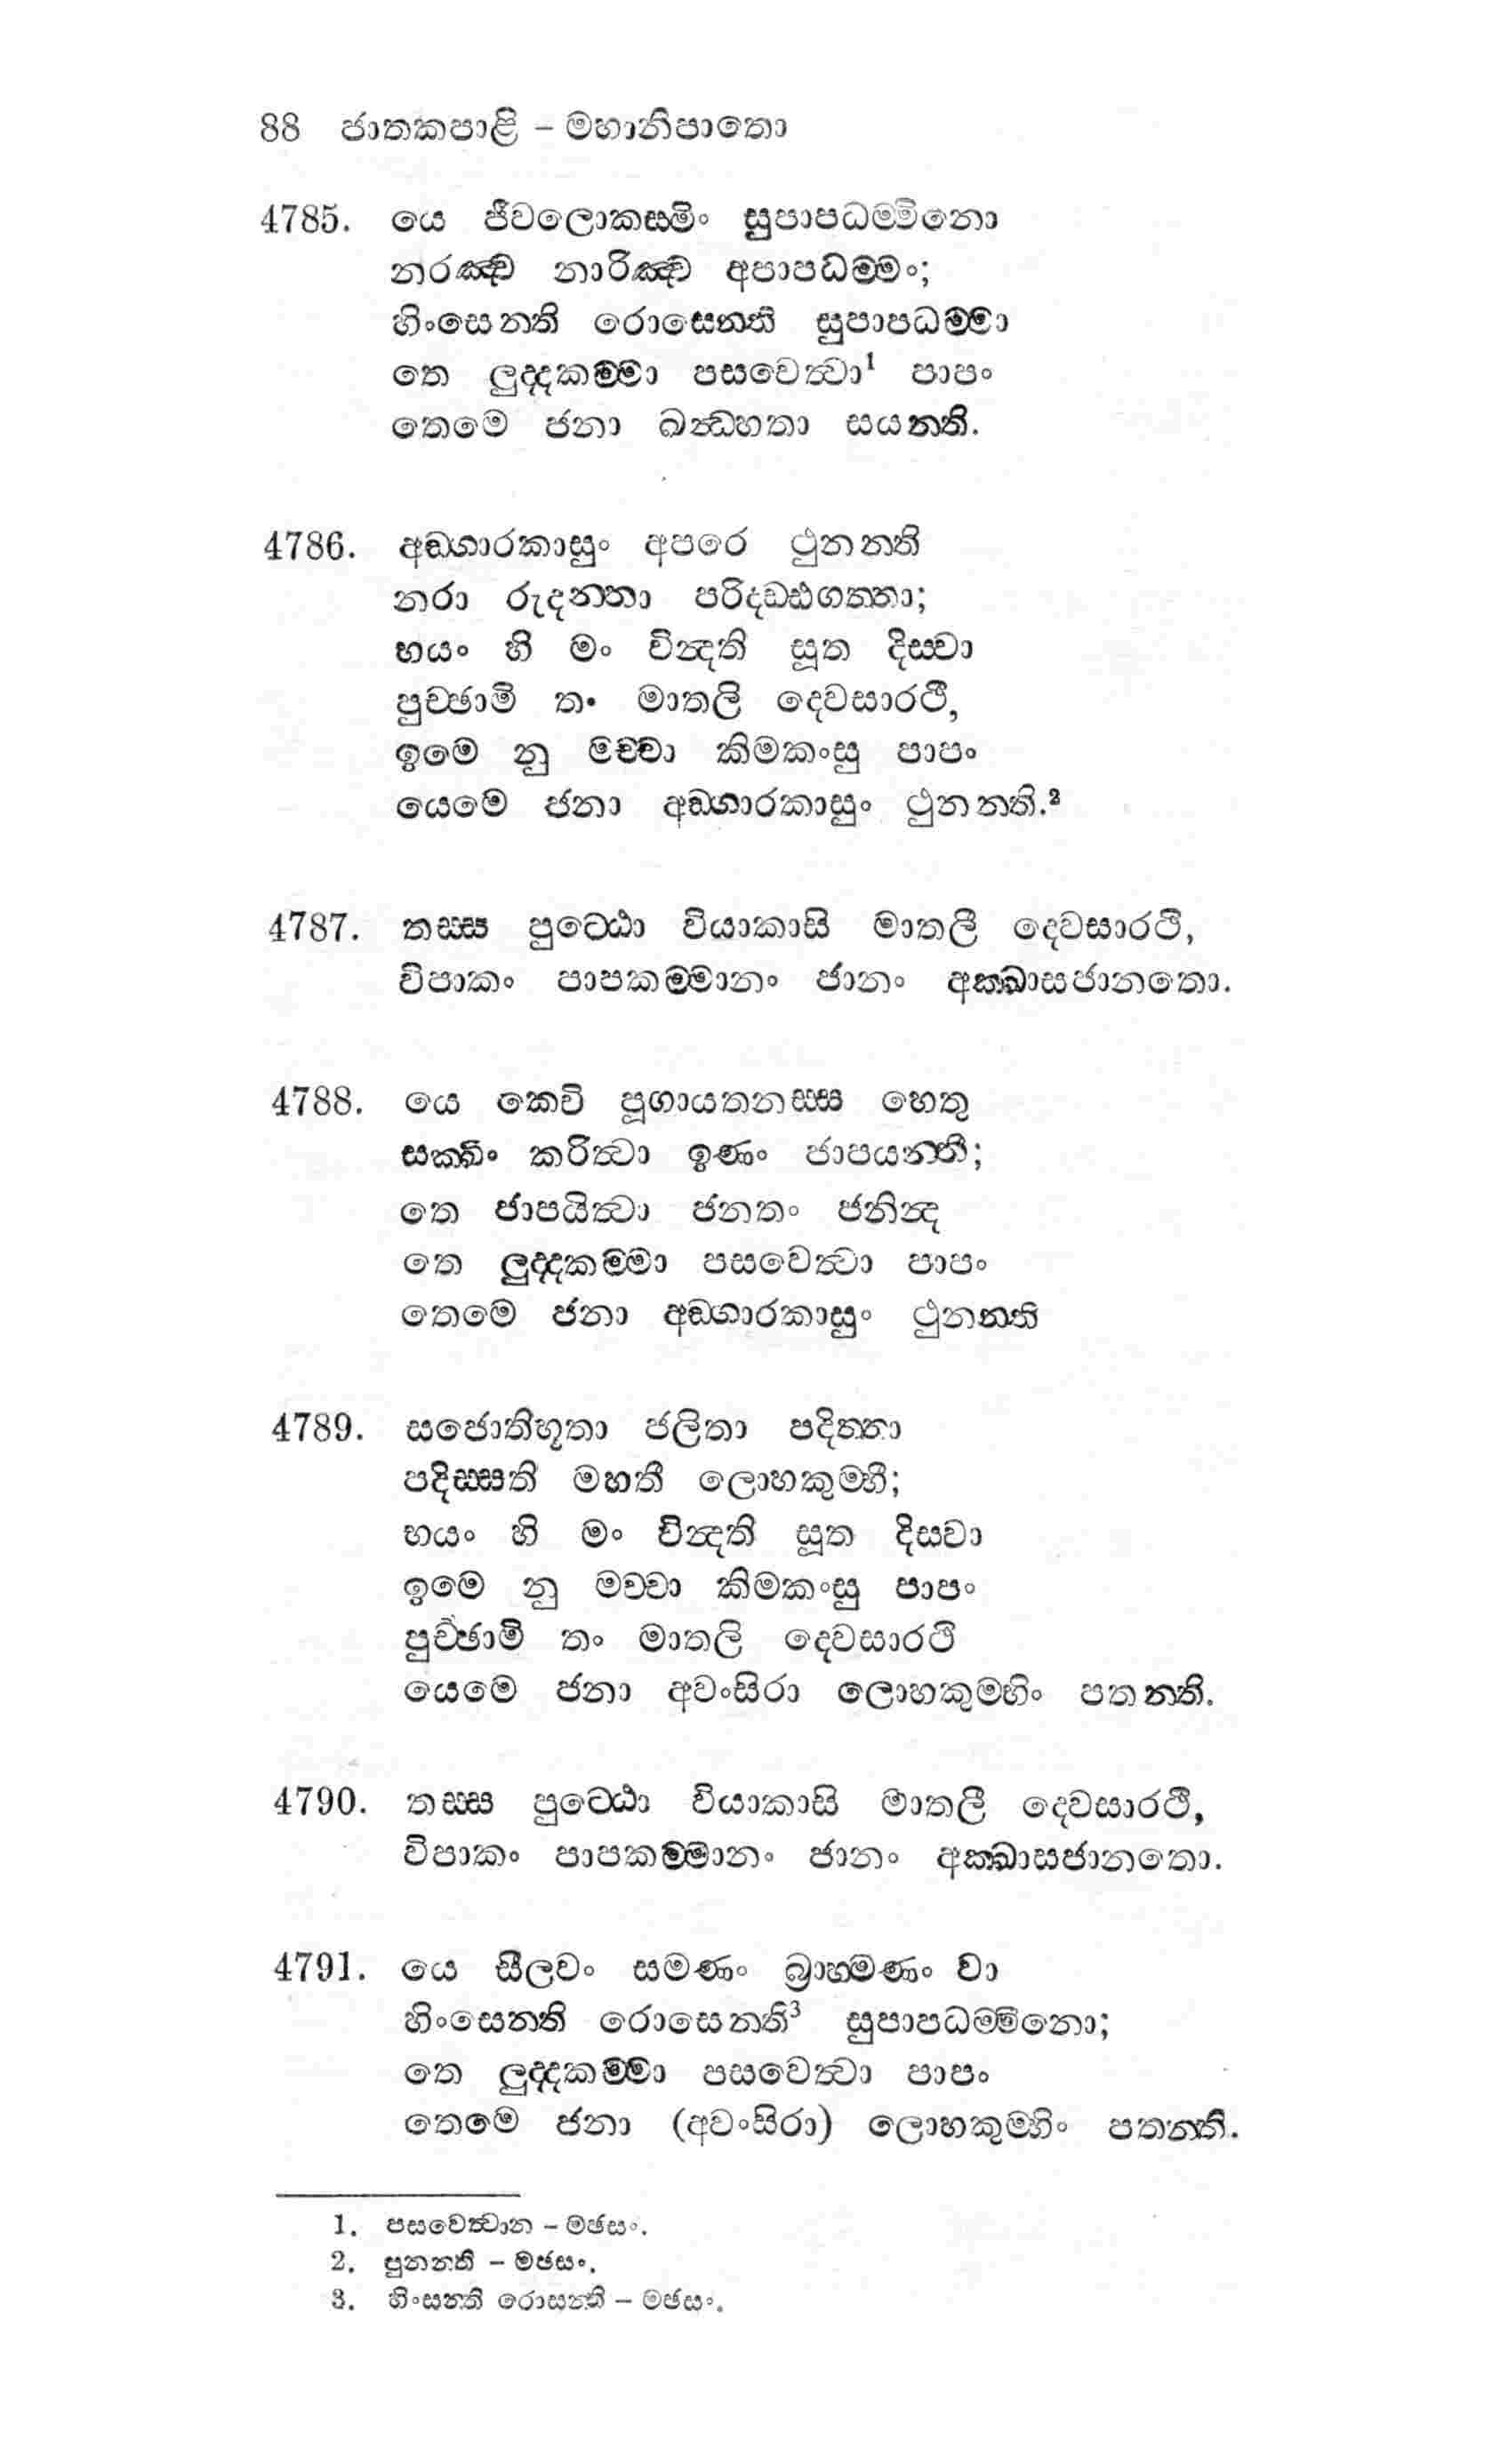 88 ජාතකපාළි – මහානිපාතො
4785. යෙ ජීවලොකස්මිං සුපාපධම්මිනො
නරඤ්ච නාරිඤ්ච අපාපධම්මං;
හිංසෙන්ති රොසෙන්ති සුපාපධම්මා
තෙ ලුද්දකම්මා පසවෙත්වා¹ පාපං
තෙමෙ ජනා ඛන්ධහතා සයන්ති.
4786. අඞ්ගාරකාසුං අපරෙ ථුනන්ති
නරා රුදන්තා පරිදඩ්ඪගත්තා;
භයං හි මං වින්දති සූත දිස්වා
පුච්ඡාමි තං මාතලි දෙවසාරථි,
ඉමෙ නු මච්චා කිමකංසු පාපං
යෙමෙ ජනා අඞ්ගාරකාසුං ථුනන්ති.²
4787. තස්ස පුට්ඨො වියාකාසි මාතලී දෙවසාරථි,
විපාකං පාපකම්මානං ජානං අක්ඛාසජානතො.
4788. යෙ කෙචි පූගායතනස්ස හෙතු
සක්ඛිං කරිත්වා ඉණං ජාපයන්ති;
තෙ ජාපයිත්වා ජනතං ජනින්ද
තෙ ලුද්දකම්මා පසවෙත්වා පාපං
තෙමෙ ජනා අඞ්ගාරකාසුං ථුනන්ති
4789. සජොතිභූතා ජලිතා පදිත්තා
පදිස්සති මහතී ලොහකුම්භී;
භයං හි මං වින්දති සූත දිස්වා
ඉමෙ නු මච්චා කිමකංසු පාපං
පුච්ඡාමි තං මාතලි දෙවසාරථි
යෙමෙ ජනා අවංසිරා ලොහකුම්භිං පතන්ති.
4790. තස්ස පුට්ඨො වියාකාසි මාතලී දෙවසාරථි,
විපාකං පාපකම්මානං ජානං අක්ඛාසජානතො.
4791. යෙ සීලවං සමණං බ්‍රාහ්මණං වා
හිංසෙන්ති රොසෙන්ති³ සුපාපධම්මිනො;
තෙ ලුද්දකම්මා පසවෙත්වා පාපං
තෙමෙ ජනා (අවංසිරා) ලොහකුම්භිං පතන්ති.
1. පසවෙත්වාන – මඡසං.
2. ඵුනන්ති – මඡසං.
3. හිංසන්ති රොසන්ති – මඡසං.